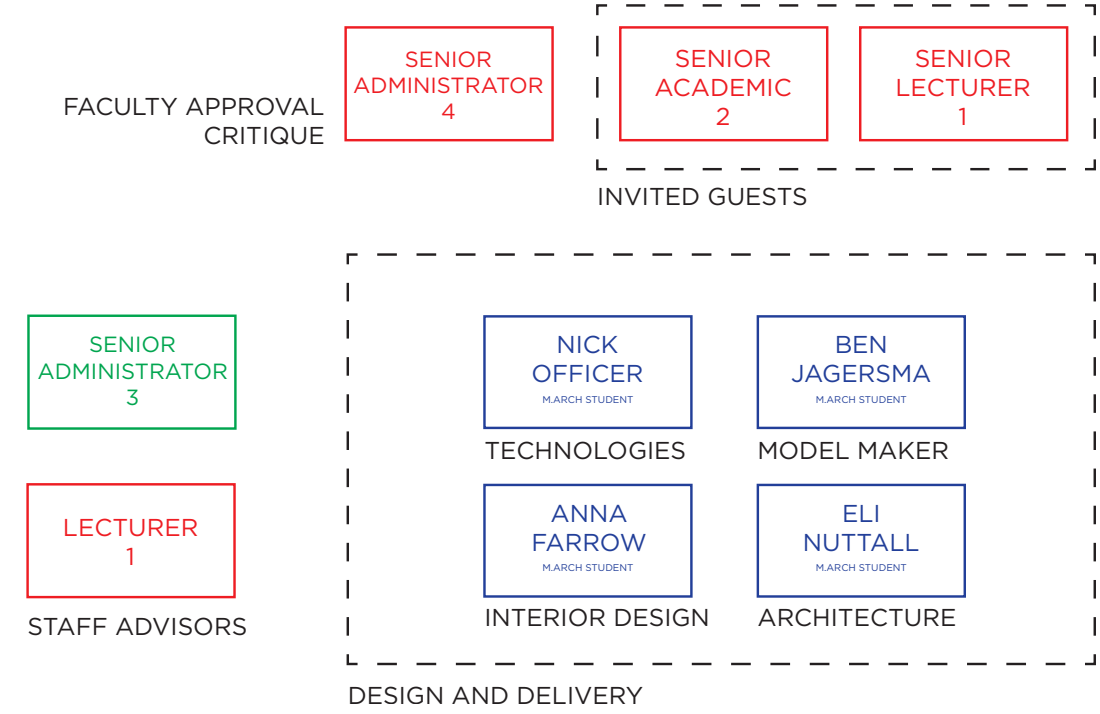 FACULTY APPROVAL
CRITIQUE
SENIOR
ADMINISTRATOR
4
SENIOR
ACADEMIC
2
SENIOR
LECTURER
1
INVITED GUESTS
SENIOR
ADMINISTRATOR
3
LECTURER
1
STAFF ADVISORS
NICK
OFFICER
M.ARCH STUDENT
TECHNOLOGIES
BEN
JAGERSMA
M.ARCH STUDENT
MODEL MAKER
ANNA
FARROW
M.ARCH STUDENT
INTERIOR DESIGN
ELI
NUTTALL
M.ARCH STUDENT
ARCHITECTURE
DESIGN AND DELIVERY